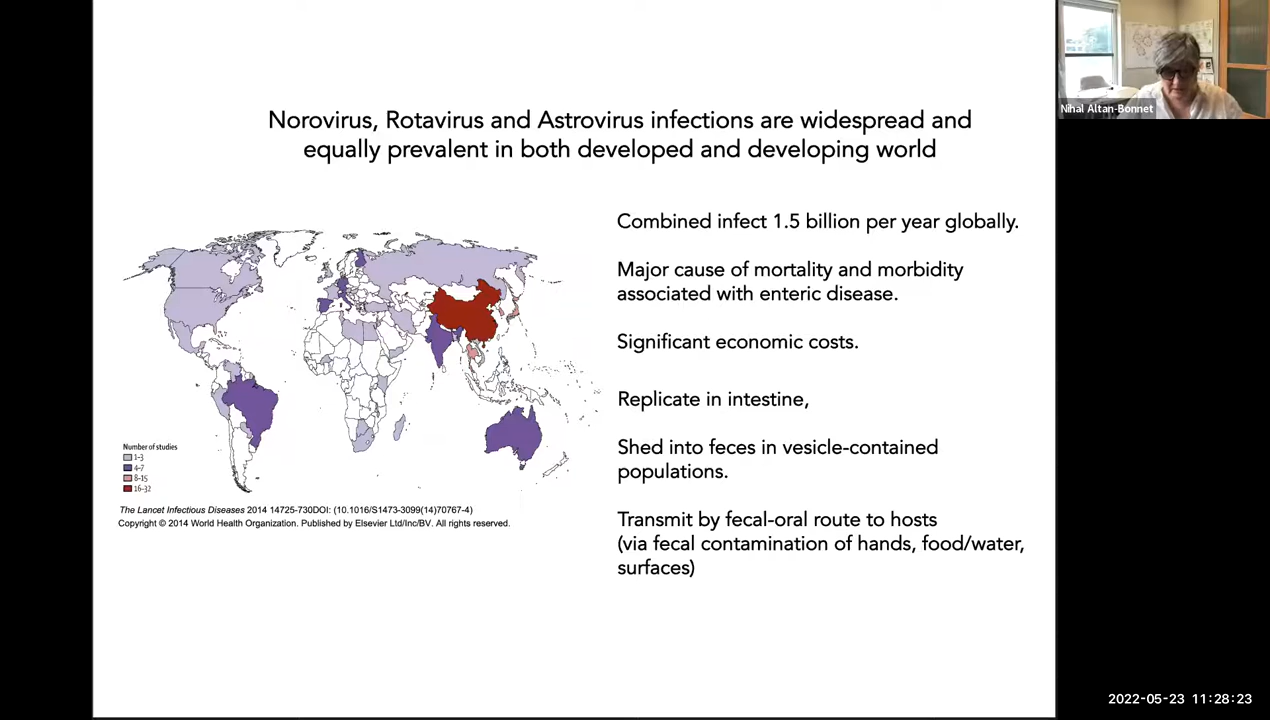 Norovirus, Rotavirus and Astrovirus infections are widespread and
equally prevalent in both developed and developing world
Combined infect 1.5 billion per year globally.
Major cause of mortality and morbidity
associated with enteric disease.
Significant economic costs.
Replicate in intestine,
Shed into feces in vesicle-contained
populations.
Transmit by fecal-oral route to hosts
(via fecal contamination of hands, food/water,
surfaces)
Number of studies
1–3
4–7
8–15
16–32
The Lancet Infectious Diseases 2014 14725-730DOI: (10.1016/S1473-3099(14)70767-4)
Copyright © 2014 World Health Organization. Published by Elsevier Ltd/Inc/BV. All rights reserved.
Nihal Altan-Bonnet
2022-05-23 11:28:23